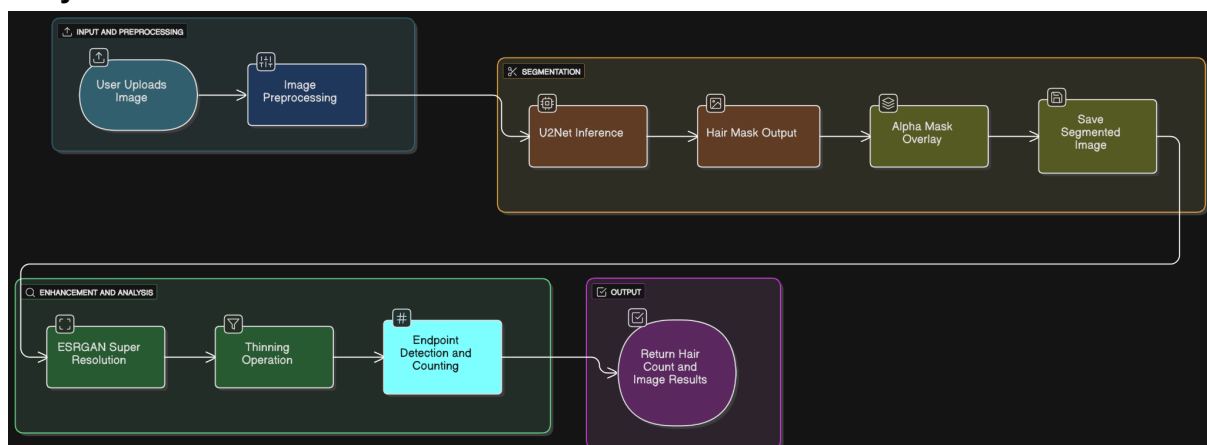 INPUT AND PREPROCESSING
User Uploads
Image
Image
Preprocessing
SEGMENTATION
U2Net Inference
Hair Mask Output
Alpha Mask
Overlay
Save
Segmented
Image
ENHANCEMENT AND ANALYSIS
ESRGAN Super
Resolution
Thinning
Operation
#
Endpoint
Detection and
Counting
OUTPUT
Return Hair
Count and
Image Results